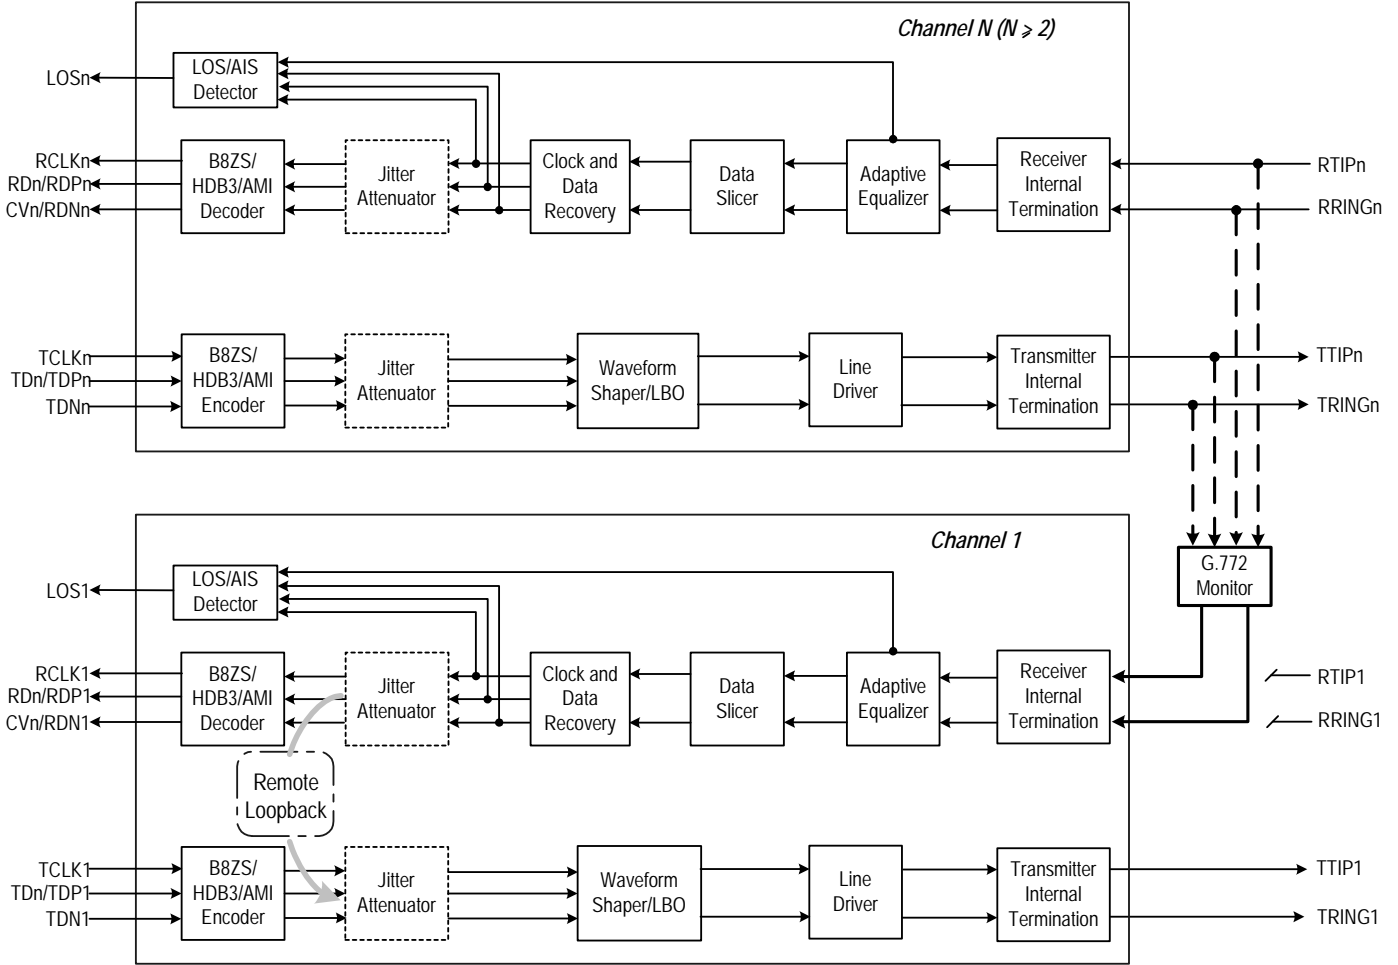 Channel N (N ⩾ 2)
LOS/AIS
Detector
LOSn
RCLKn
RDn/RDPn
CVn/RDNn
B8ZS/
HDB3/AMI
Decoder
Jitter
Attenuator
Clock and
Data
Recovery
Data
Slicer
Adaptive
Equalizer
Receiver
Internal
Termination
RTIPn
RRINGn
TCLKn
TDn/TDPn
TDNn
B8ZS/
HDB3/AMI
Encoder
Jitter
Attenuator
Waveform
Shaper/LBO
Line
Driver
Transmitter
Internal
Termination
TTIPn
TRINGn
Channel 1
G.772
Monitor
LOS/AIS
Detector
LOS1
RCLK1
RDn/RDP1
CVn/RDN1
B8ZS/
HDB3/AMI
Decoder
Jitter
Attenuator
Clock and
Data
Recovery
Data
Slicer
Adaptive
Equalizer
Receiver
Internal
Termination
RTIP1
RRING1
Remote
Loopback
TCLK1
TDn/TDP1
TDN1
B8ZS/
HDB3/AMI
Encoder
Jitter
Attenuator
Waveform
Shaper/LBO
Line
Driver
Transmitter
Internal
Termination
TTIP1
TRING1